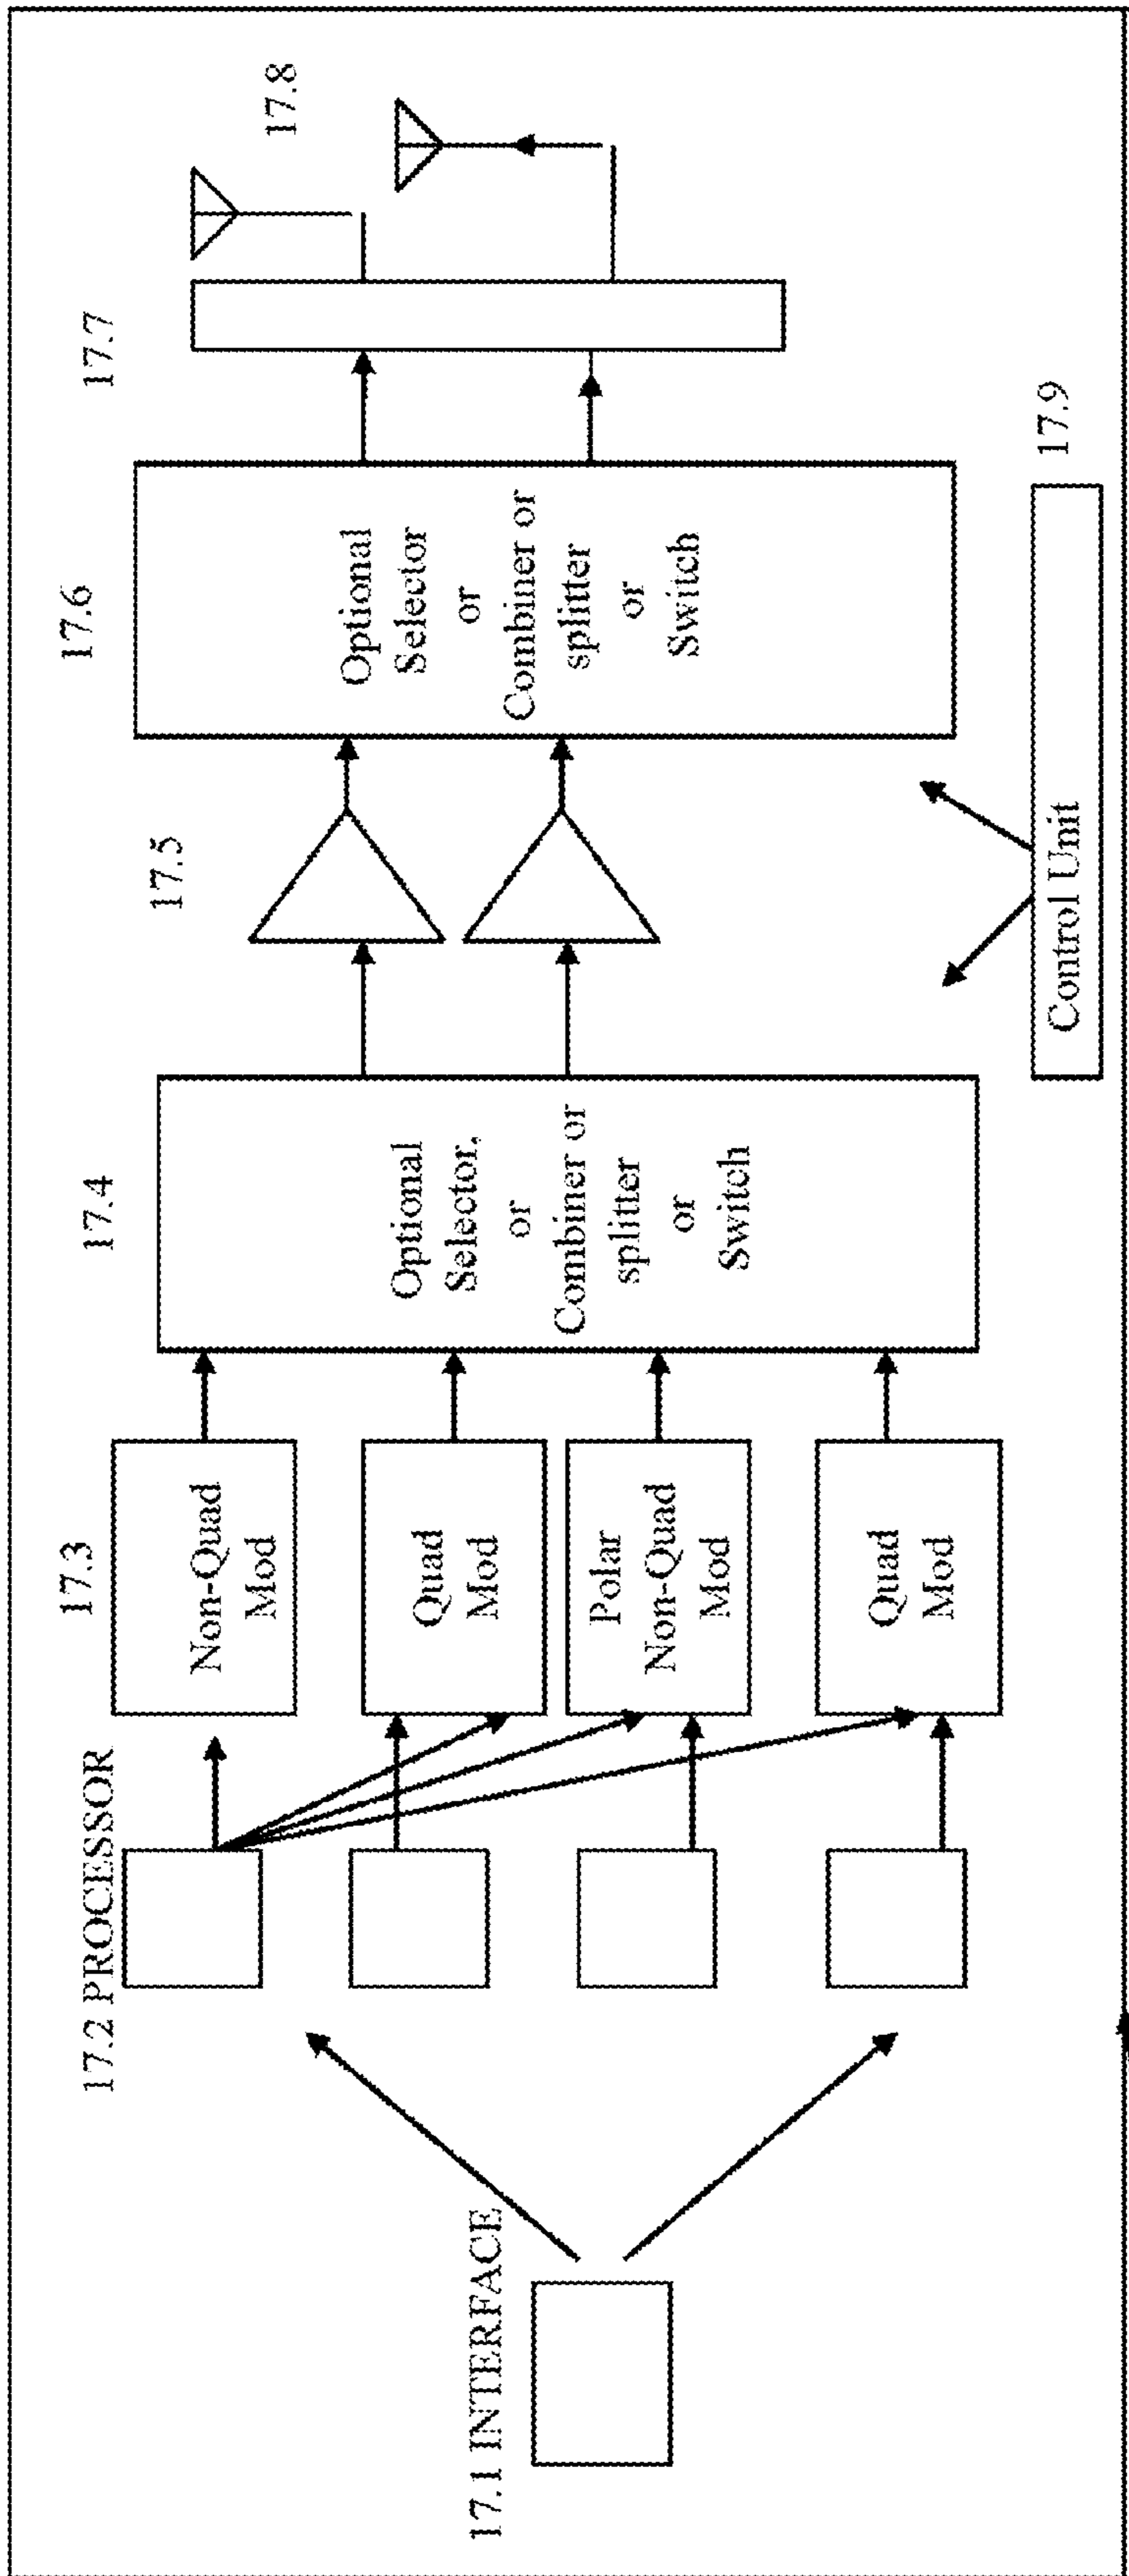 17.1 INTERFACE
17.2 PROCESSOR
17.3
Non-Quad
Mod
Quad
Mod
Polar
Non-Quad
Mod
Quad
Mod
17.4
Optional
Selector,
or
Combiner or
splitter
or
Switch
17.5
17.6
Optional
Selector
or
Combiner or
splitter
or
Switch
17.7
17.8
Control Unit
17.9